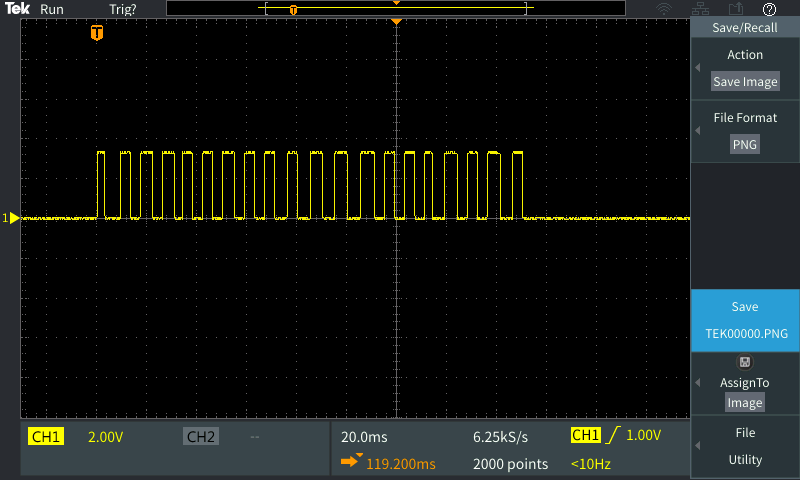 Tek Run Trig?
T
T
Save/Recall
Action
Save Image
File Format
PNG
1
Save
TEK00000.PNG
AssignTo
Image
File
Utility
CH1 2.00V CH2 -- 20.0ms 6.25kS/s CH1 1.00V
119.200ms 2000 points <10Hz